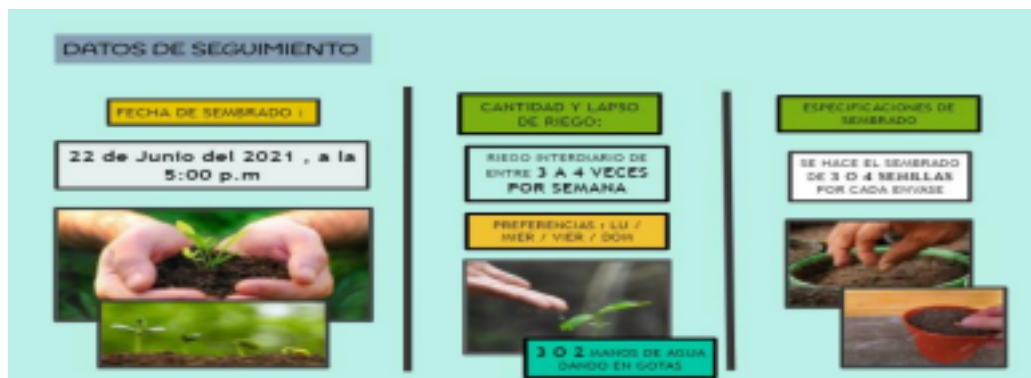 DATOS DE SEGUIMIENTO
FECHA DE SEMBRADO :
22 de Junio del 2021 , a la
5:00 p.m
CANTIDAD Y LAPSO
DE RIEGO:
RIEGO INTERDIARIO DE
ENTRE 3 A 4 VECES
POR SEMANA
PREFERENCIAS : LU /
MIER / VIER / DOM
3 O 2 MANOS DE AGUA
DANDO EN GOTAS
ESPECIFICACIONES DE
SEMBRADO
SE HACE EL SEMBRADO
DE 3 O 4 SEMILLAS
POR CADA ENVASE